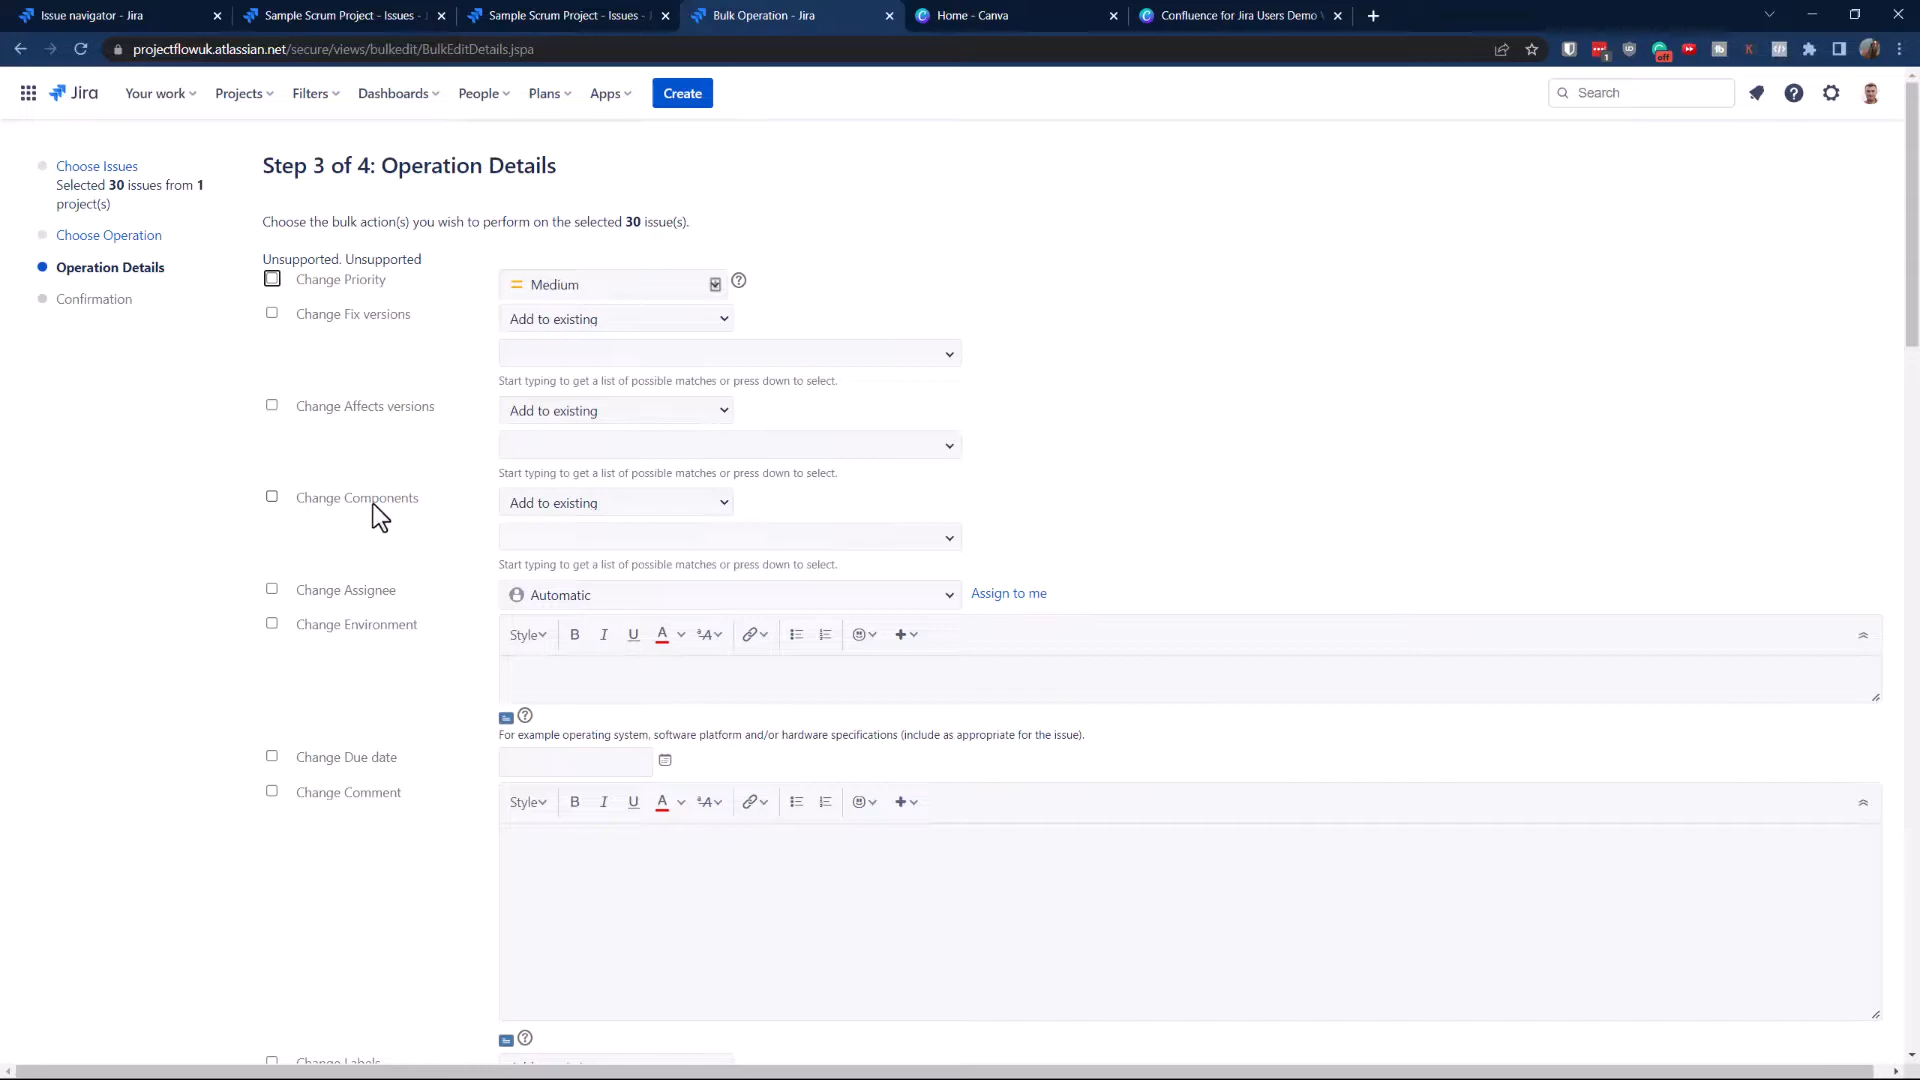 Issue navigator - Jira
Sample Scrum Project - Issues - J
Sample Scrum Project - Issues - J
Bulk Operation - Jira
Home - Canva
Confluence for Jira Users Demo
projectflowuk.atlassian.net/secure/views/bulkedit/BulkEditDetails.jspa
1
off
Jira
Your work
Projects
Filters
Dashboards
People
Plans
Apps
Create
Search
Choose Issues
Selected 30 issues from 1
project(s)
Choose Operation
Operation Details
Confirmation
Step 3 of 4: Operation Details
Choose the bulk action(s) you wish to perform on the selected 30 issue(s).
Unsupported. Unsupported
Change Priority
Medium
Change Fix versions
Add to existing
Start typing to get a list of possible matches or press down to select.
Change Affects versions
Add to existing
Start typing to get a list of possible matches or press down to select.
Change Components
Add to existing
Start typing to get a list of possible matches or press down to select.
Change Assignee
Automatic
Assign to me
Change Environment
Style
B I U A ªA
For example operating system, software platform and/or hardware specifications (include as appropriate for the issue).
Change Due date
Change Comment
Style
B I U A ªA
Change Labels